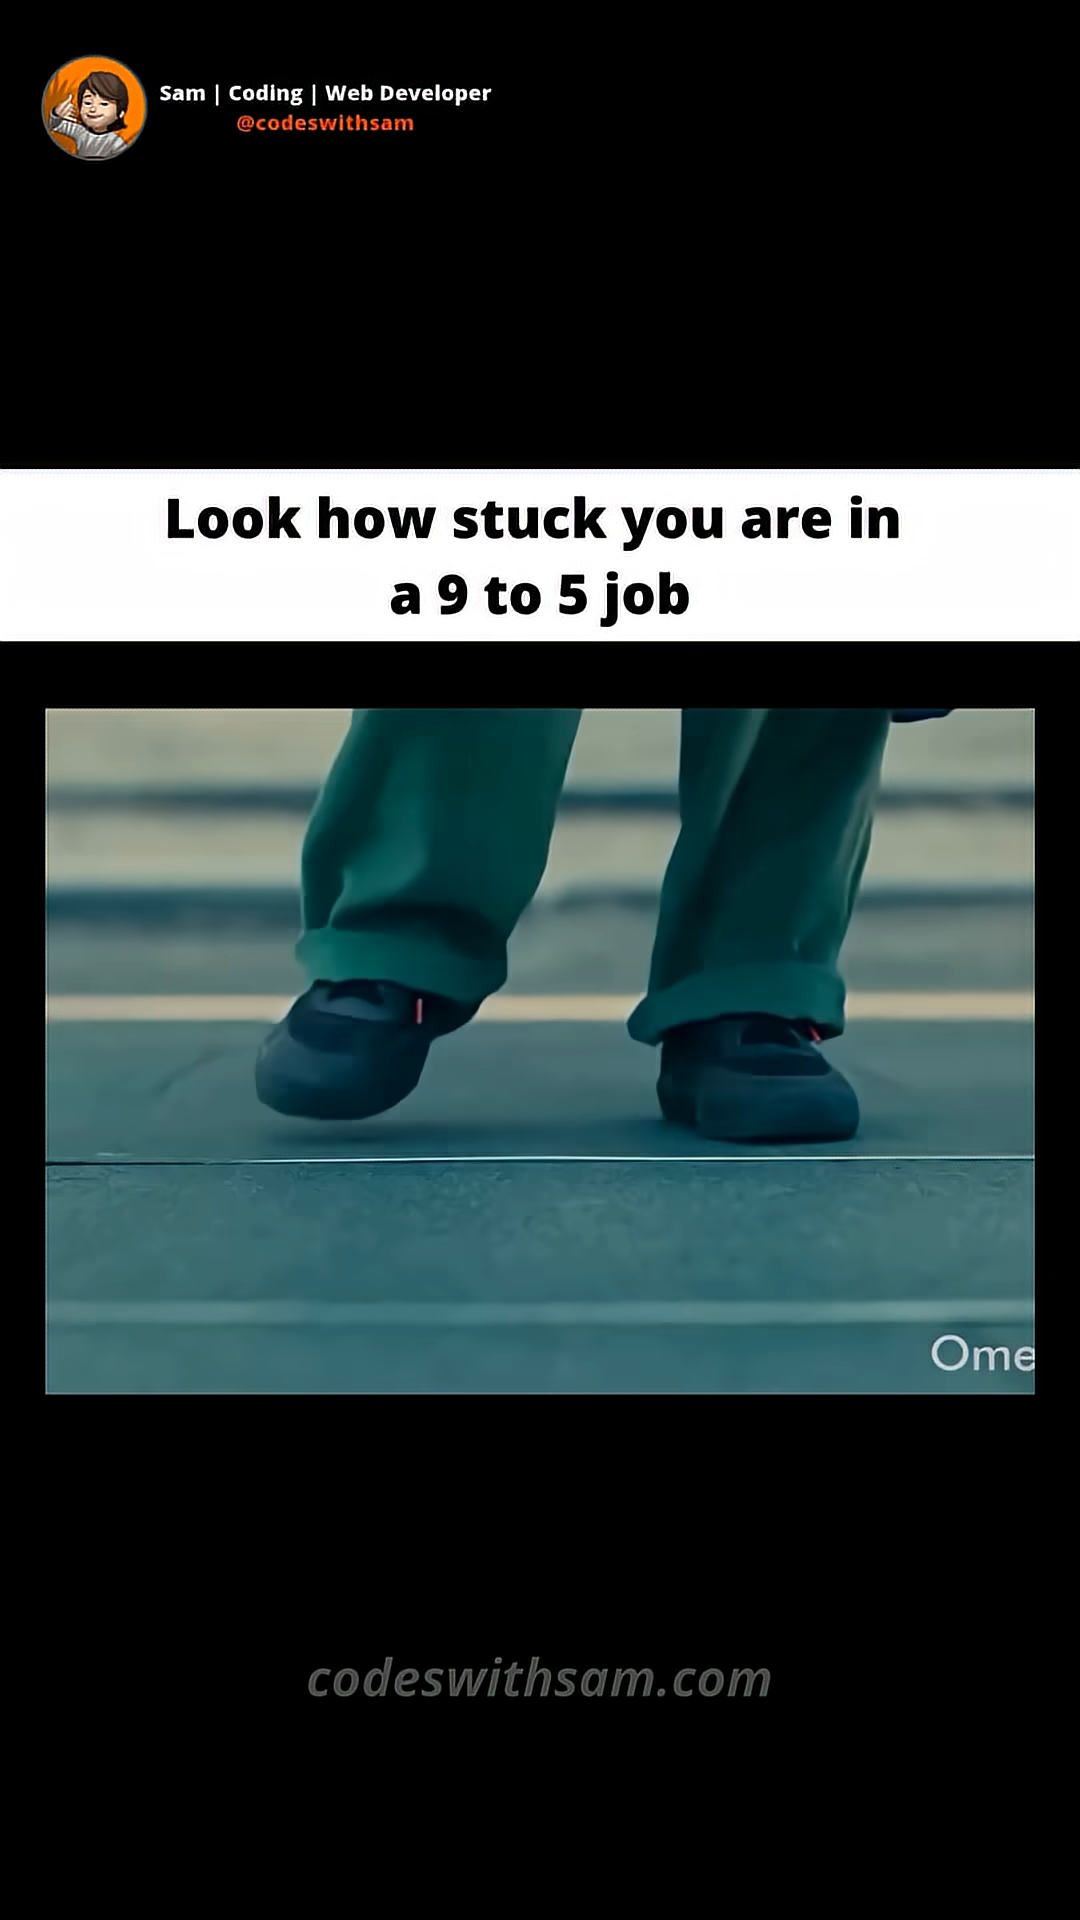 Sam | Coding | Web Developer
@codeswithsam
Look how stuck you are in
a 9 to 5 job
Ome
codeswithsam.com